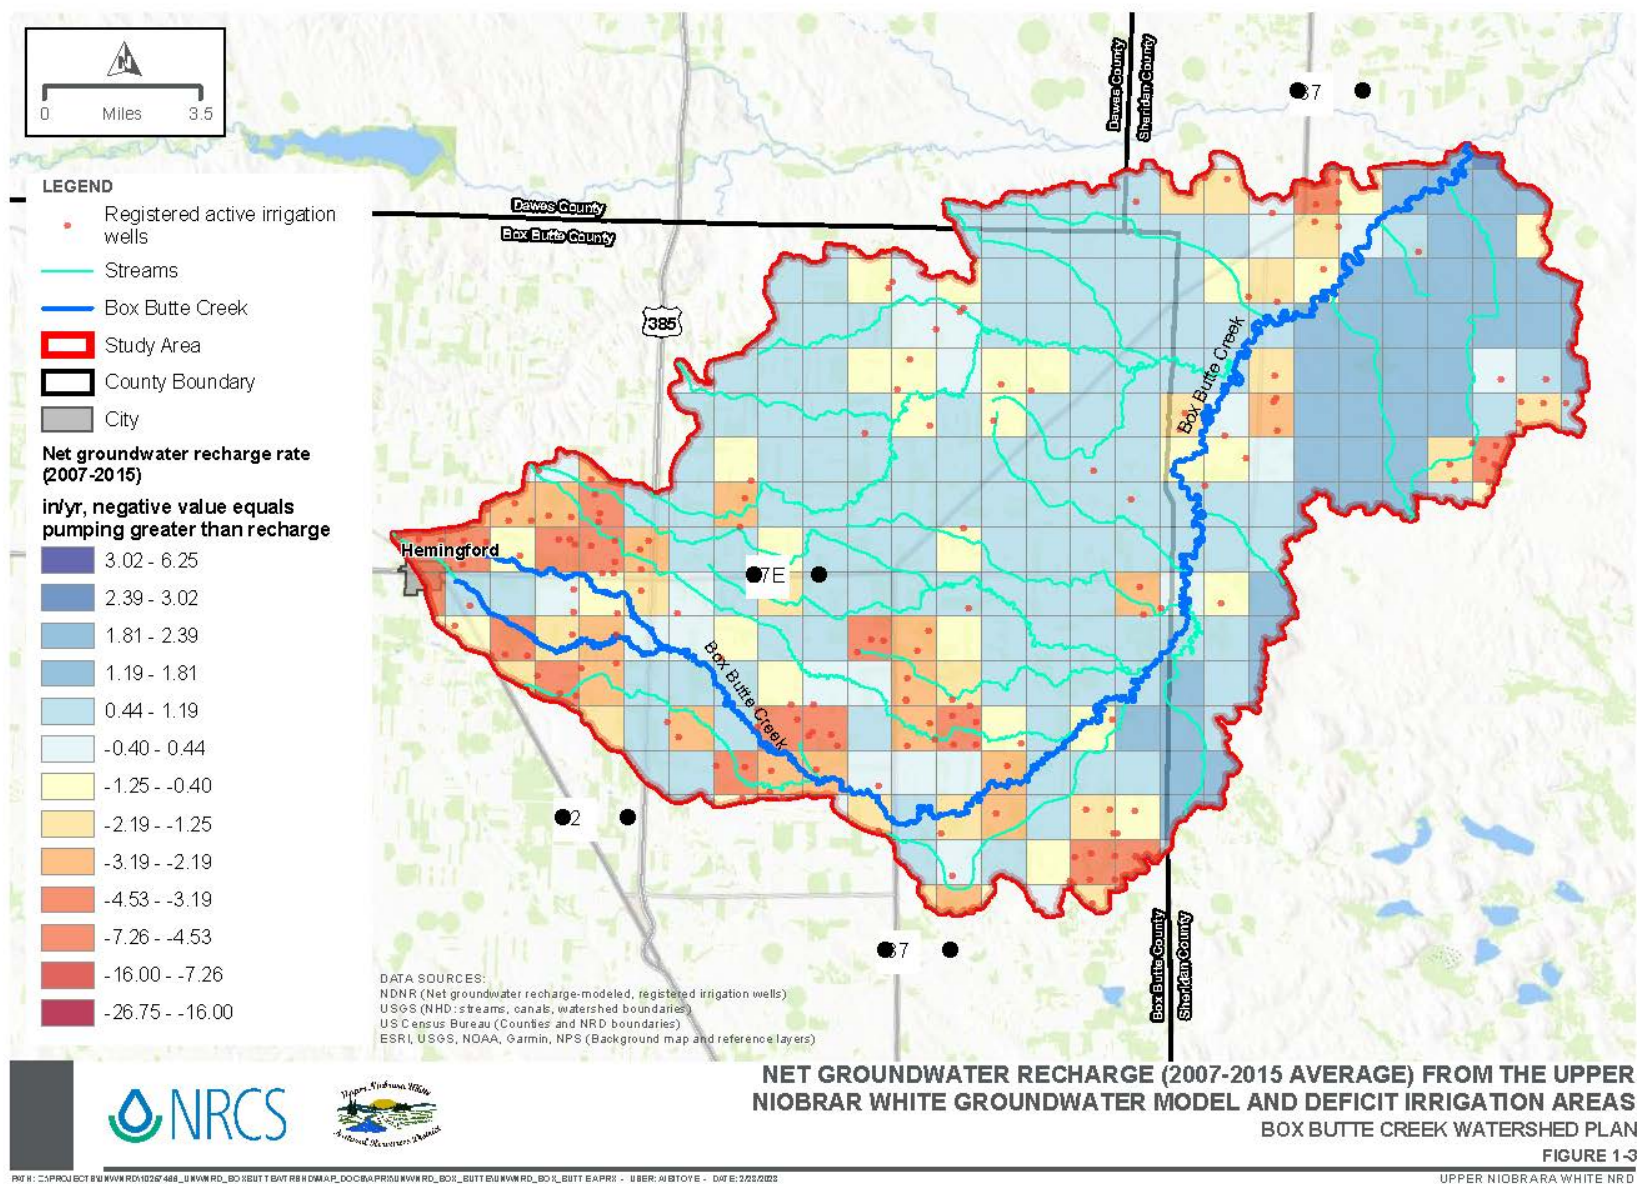 N
0 Miles 3.5
LEGEND
Registered active irrigation
wells
Streams
Box Butte Creek
Study Area
County Boundary
City
Net groundwater recharge rate
(2007-2015)
in/yr, negative value equals
pumping greater than recharge
3.02 - 6.25
2.39 - 3.02
1.81 - 2.39
1.19 - 1.81
0.44 - 1.19
-0.40 - 0.44
-1.25 - -0.40
-2.19 - -1.25
-3.19 - -2.19
-4.53 - -3.19
-7.26 - -4.53
-16.00 - -7.26
-26.75 - -16.00
Dawes County
Sheridan County
87
Dawes County
Box Butte County
385
Box Butte Creek
Hemingford
7E
Box Butte Creek
2
87
Box Butte County
Sheridan County
DATA SOURCES:
NDNR (Net groundwater recharge-modeled, registered irrigation wells)
USGS (NHD: streams, canals, watershed boundaries)
US Census Bureau (Counties and NRD boundaries)
ESRI, USGS, NOAA, Garmin, NPS (Background map and reference layers)
NRCS
Upper Niobrara White
Natural Resources District
NET GROUNDWATER RECHARGE (2007-2015 AVERAGE) FROM THE UPPER
NIOBRAR WHITE GROUNDWATER MODEL AND DEFICIT IRRIGATION AREAS
BOX BUTTE CREEK WATERSHED PLAN
FIGURE 1-3
UPPER NIOBRARA WHITE NRD